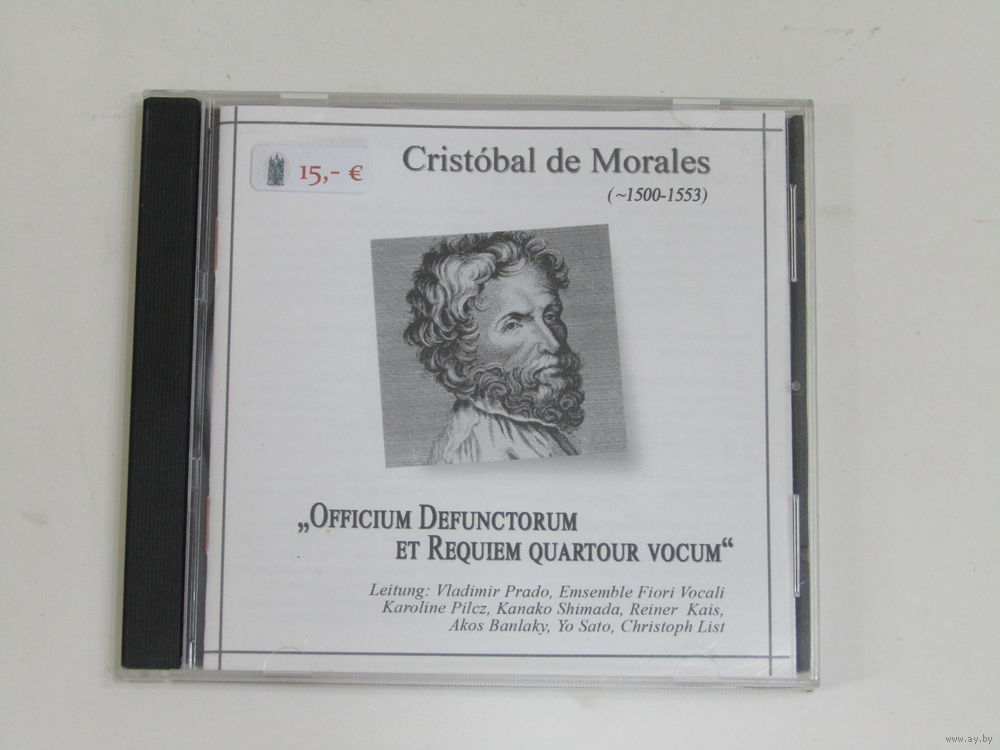 15,- €
Cristóbal de Morales
(~1500-1553)
„Officium Defunctorum
et Requiem quartour vocum“
Leitung: Vladimir Prado, Emsemble Fiori Vocali
Karoline Pilcz, Kanako Shimada, Reiner Kais,
Akos Banlaky, Yo Sato, Christoph List
www.ay.by